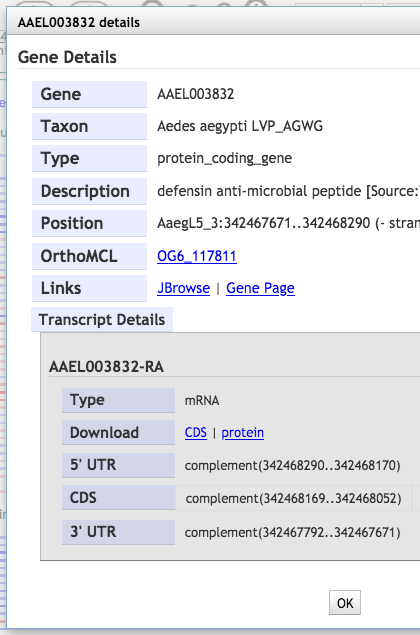 AAEL003832 details
Gene Details
Gene AAEL003832
Taxon Aedes aegypti LVP_AGWG
Type protein_coding_gene
Description defensin anti-microbial peptide [Source:
Position AaegL5_3:342467671..342468290 (- stran
OrthoMCL OG6_117811
Links JBrowse | Gene Page
Transcript Details
AAEL003832-RA
Type mRNA
Download CDS | protein
5' UTR complement(342468290..342468170)
CDS complement(342468169..342468052)
3' UTR complement(342467792..342467671)
OK